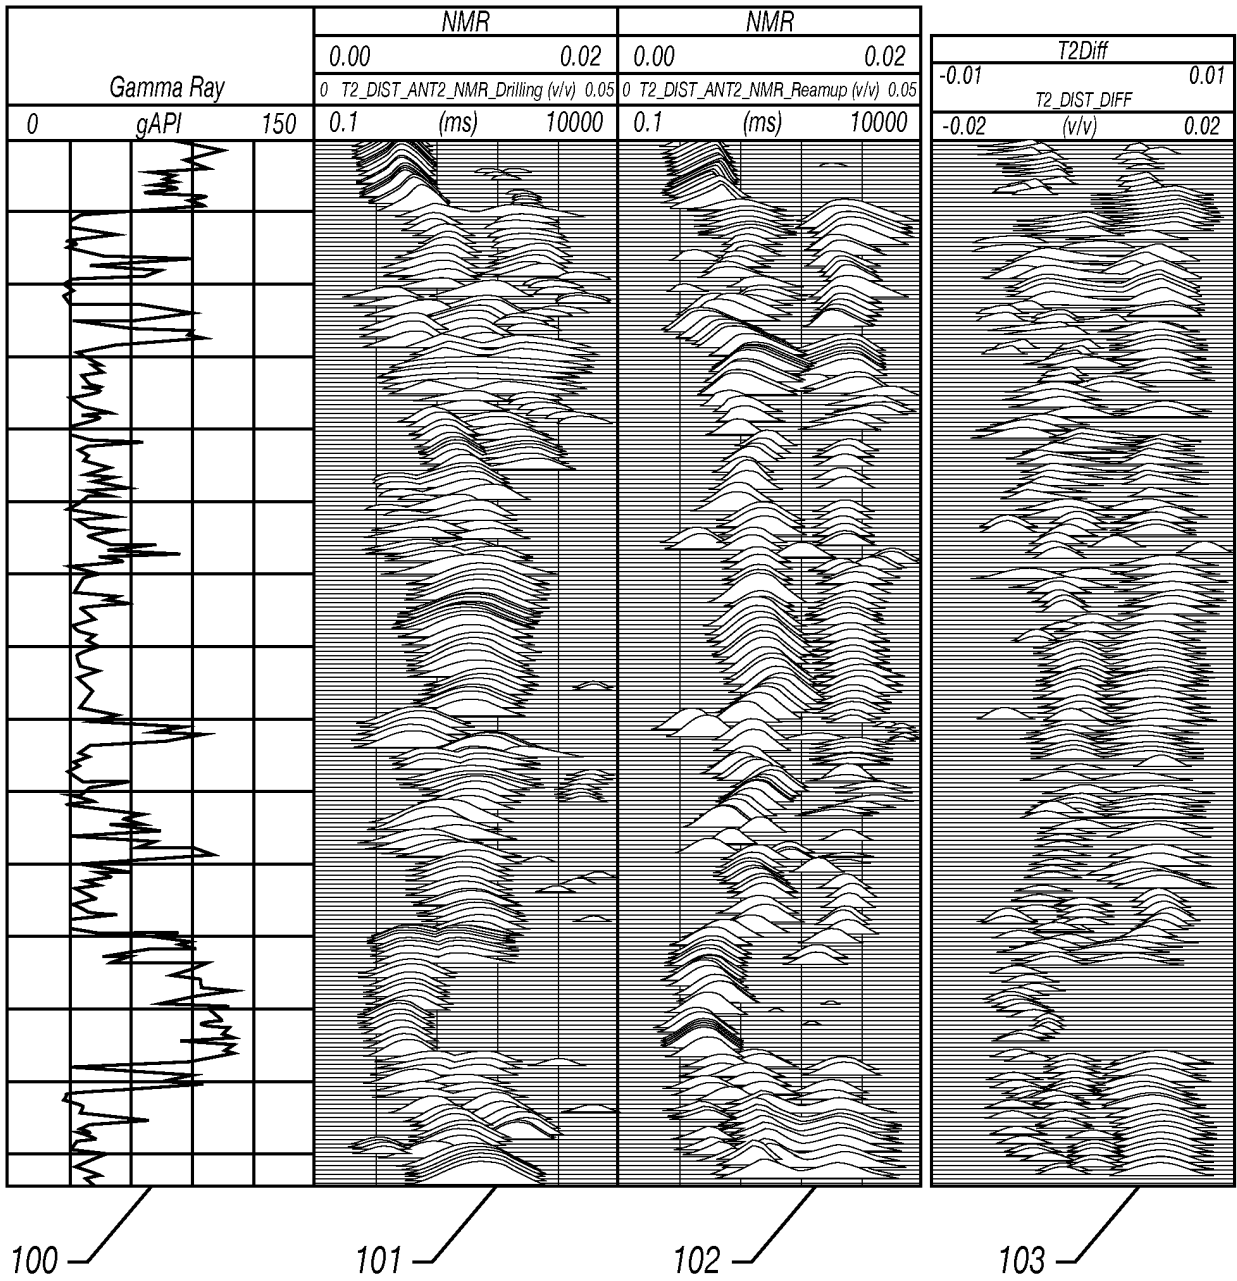 NMR
NMR
0.00 0.02
0.00 0.02
T2Diff
-0.01 0.01
Gamma Ray
0 T2_DIST_ANT2_NMR_Drilling (v/v) 0.05
0 T2_DIST_ANT2_NMR_Reamup (v/v) 0.05
T2_DIST_DIFF
0 gAPI 150
0.1 (ms) 10000
0.1 (ms) 10000
-0.02 (v/v) 0.02
100
101
102
103